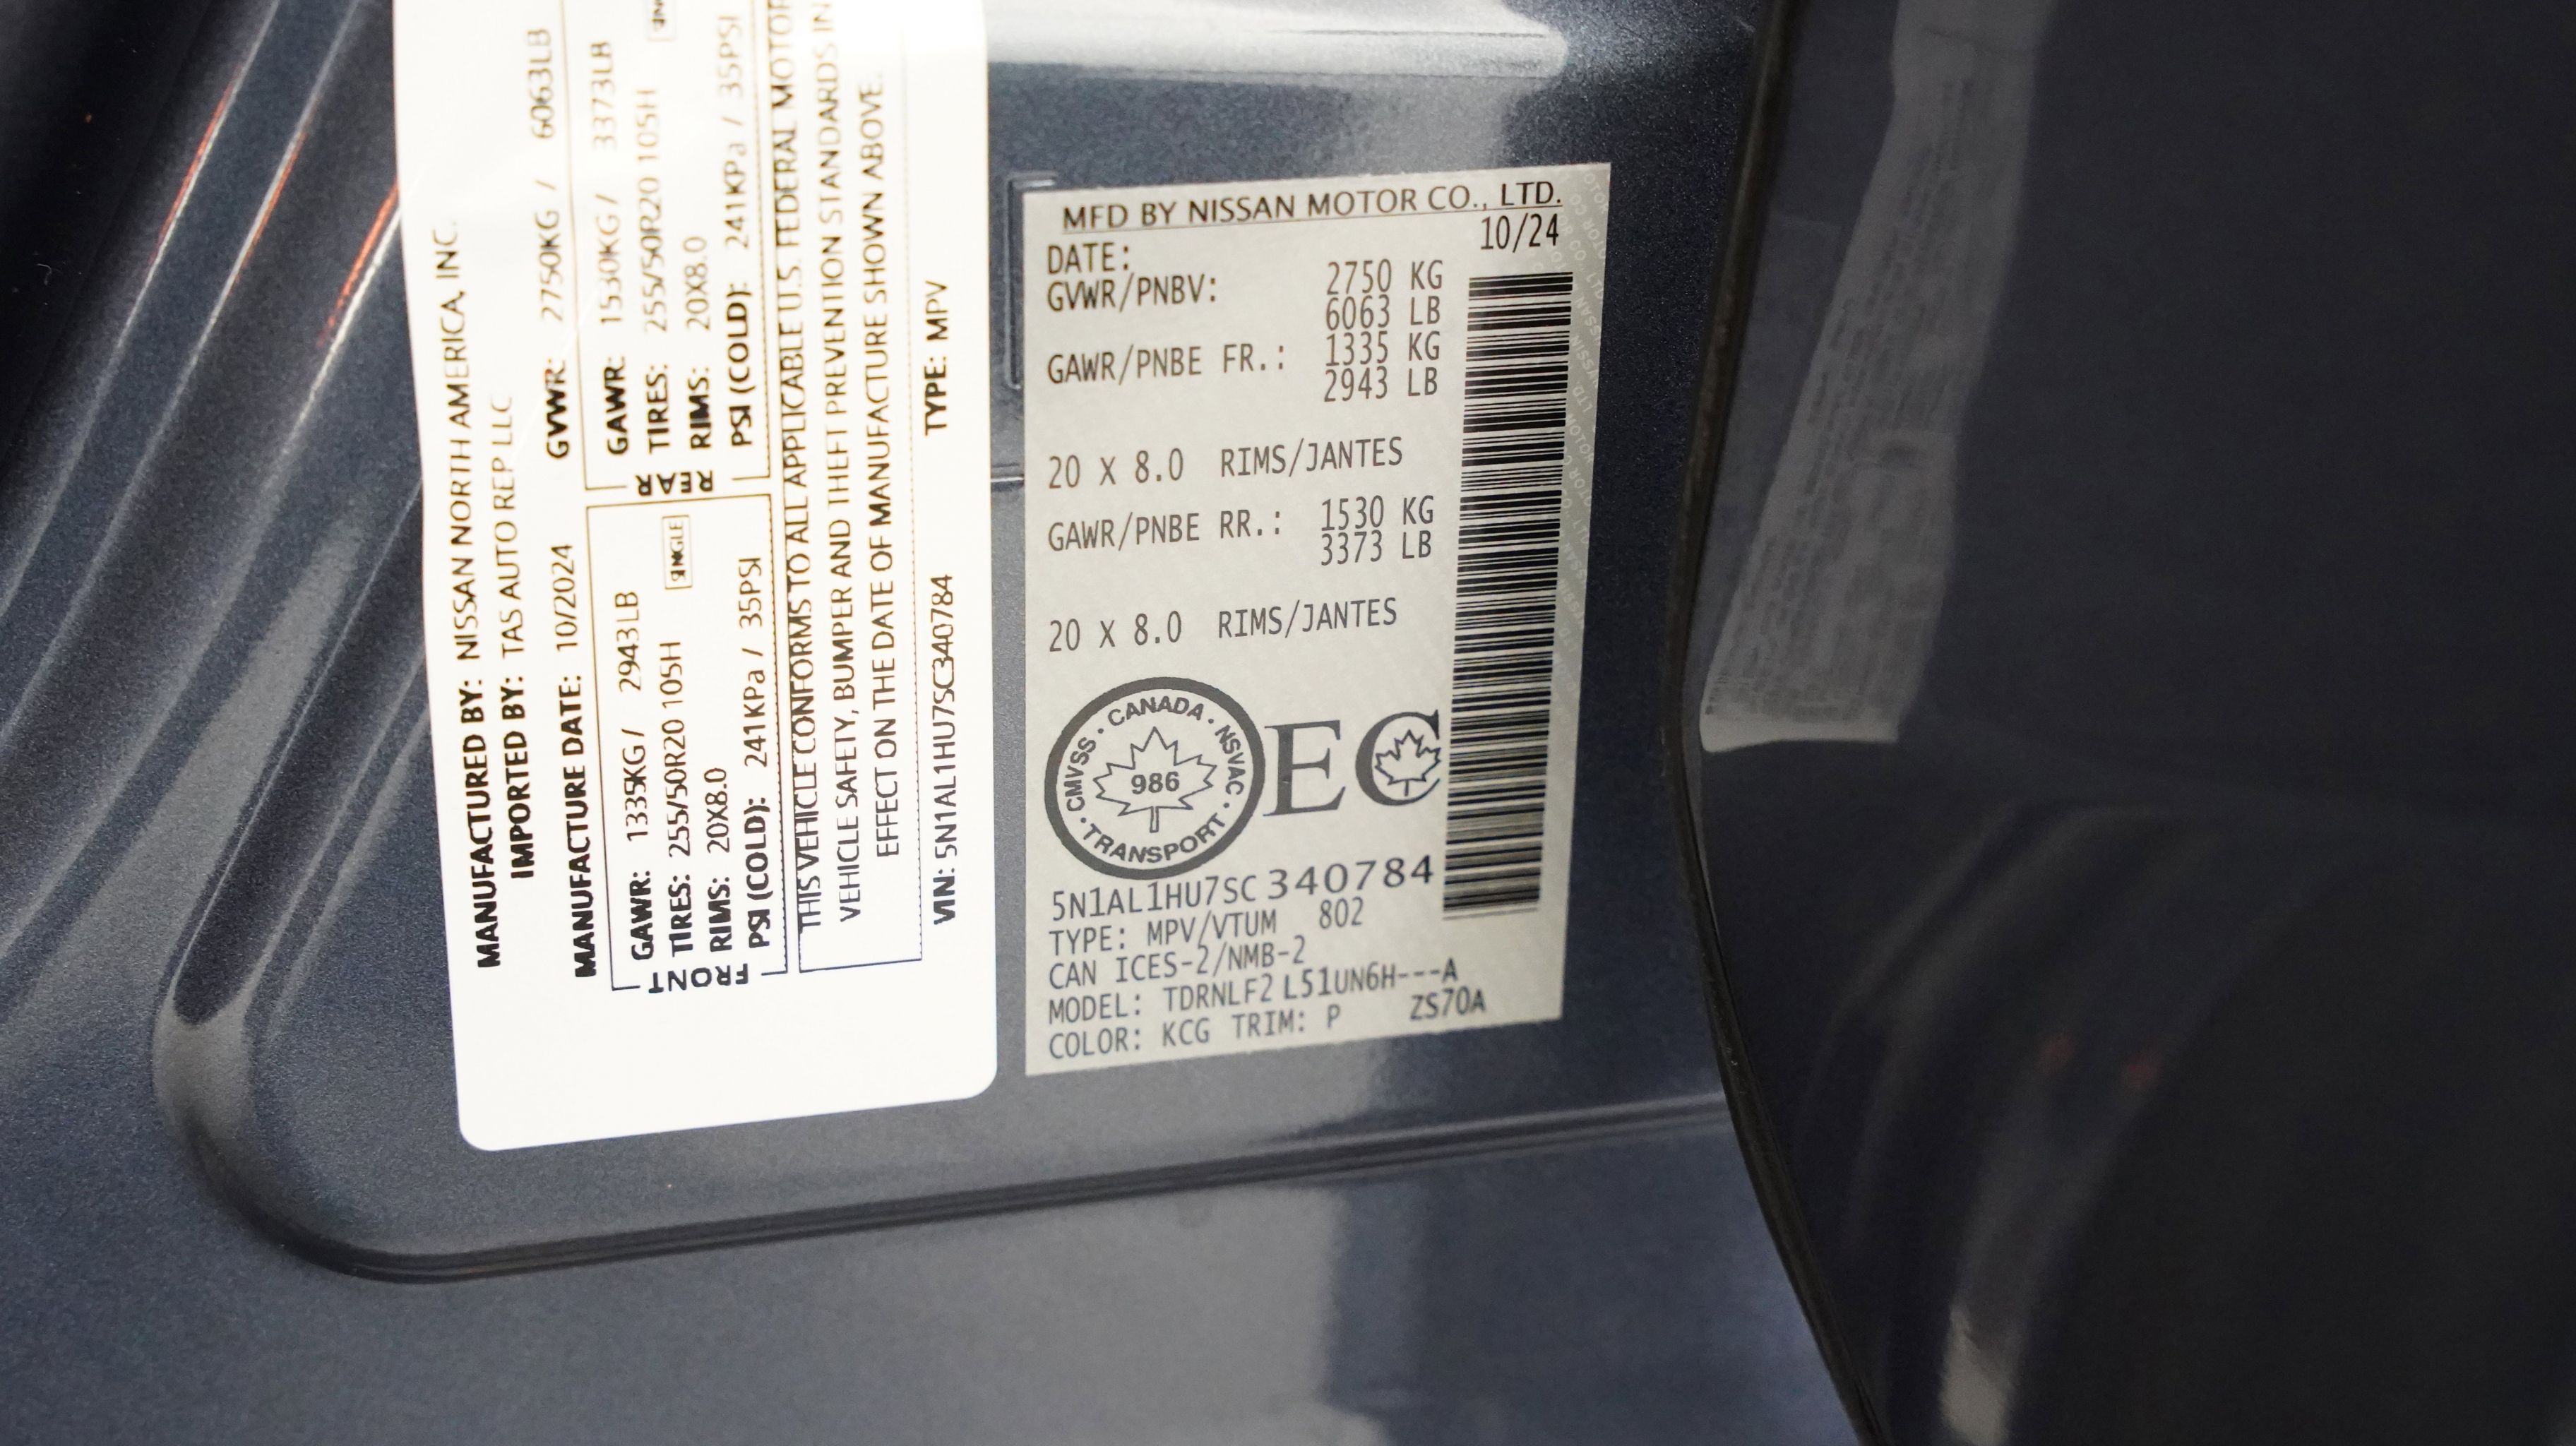 MANUFACTURED BY: NISSAN NORTH AMERICA, INC.
IMPORTED BY: TAS AUTO REP LLC
MANUFACTURE DATE: 10/2024 GVWR: 2750KG / 6063LB
FRONT
GAWR: 1335KG / 2943LB
TIRES: 255/50R20 105H
SINGLE
RIMS: 20X8.0
PSI (COLD): 241KPa / 35PSI
REAR
GAWR: 1530KG / 3373LB
TIRES: 255/50R20 105H
RIMS: 20X8.0
PSI (COLD): 241KPa / 35PSI
THIS VEHICLE CONFORMS TO ALL APPLICABLE U.S. FEDERAL MOTOR
VEHICLE SAFETY, BUMPER AND THEFT PREVENTION STANDARDS IN
EFFECT ON THE DATE OF MANUFACTURE SHOWN ABOVE.
VIN: 5N1AL1HU7SC340784 TYPE: MPV
MFD BY NISSAN MOTOR CO., LTD.
DATE: 10/24
GVWR/PNBV: 2750 KG
6063 LB
GAWR/PNBE FR.: 1335 KG
2943 LB
20 X 8.0 RIMS/JANTES
GAWR/PNBE RR.: 1530 KG
3373 LB
20 X 8.0 RIMS/JANTES
CMVSS · CANADA · NSVAC · TRANSPORT ·
986
EC
5N1AL1HU7SC 340784
TYPE: MPV/VTUM 802
CAN ICES-2/NMB-2
MODEL: TDRNLF2 L51UN6H---A
COLOR: KCG TRIM: P ZS70A